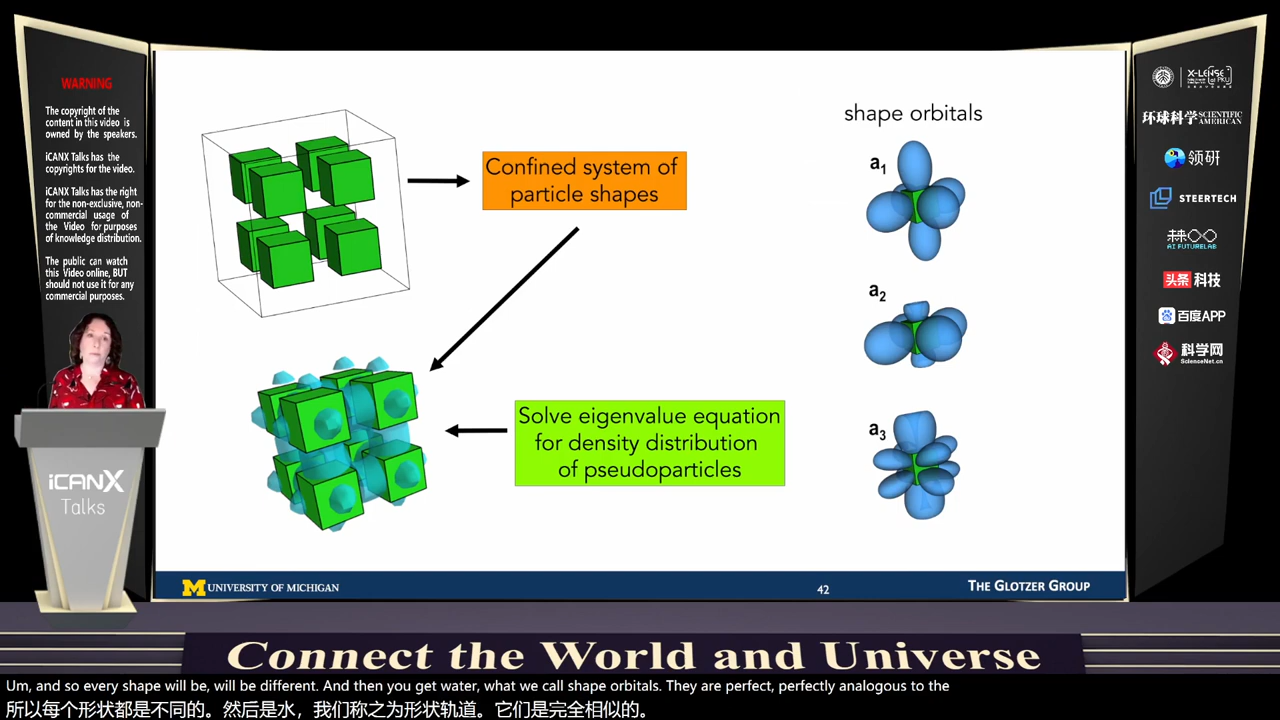 WARNING
The copyright of the
content in this video is
owned by the speakers.
iCANX Talks has the
copyrights for the video.
iCANX Talks has the right
for the non-exclusive, non-
commercial usage of
the Video for purposes
of knowledge distribution.
The public can watch
this Video online, BUT
should not use it for any
commercial purposes.
iCANX
Talks
Confined system of
particle shapes
Solve eigenvalue equation
for density distribution
of pseudoparticles
shape orbitals
a1
a2
a3
M UNIVERSITY OF MICHIGAN
42
THE GLOTZER GROUP
X-LENSE
PKU
环球科学 SCIENTIFIC AMERICAN
领研
STEERTECH
AI FUTURELAB
头条 科技
百度APP
科学网
ScienceNet.cn
Connect the World and Universe
Um, and so every shape will be, will be different. And then you get water, what we call shape orbitals. They are perfect, perfectly analogous to the
所以每个形状都是不同的。然后是水，我们称之为形状轨道。它们是完全相似的。